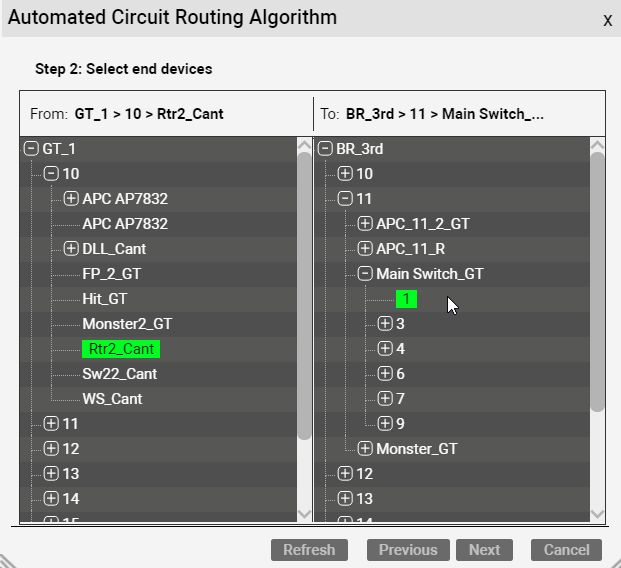 Automated Circuit Routing Algorithm
X
Step 2: Select end devices
From: GT_1 > 10 > Rtr2_Cant
To: BR_3rd > 11 > Main Switch_...
GT_1
10
APC AP7832
APC AP7832
DLL_Cant
FP_2_GT
Hit_GT
Monster2_GT
Rtr2_Cant
Sw22_Cant
WS_Cant
11
12
13
14
15
BR_3rd
10
11
APC_11_2_GT
APC_11_R
Main Switch_GT
1
3
4
6
7
9
Monster_GT
12
13
14
Refresh
Previous
Next
Cancel